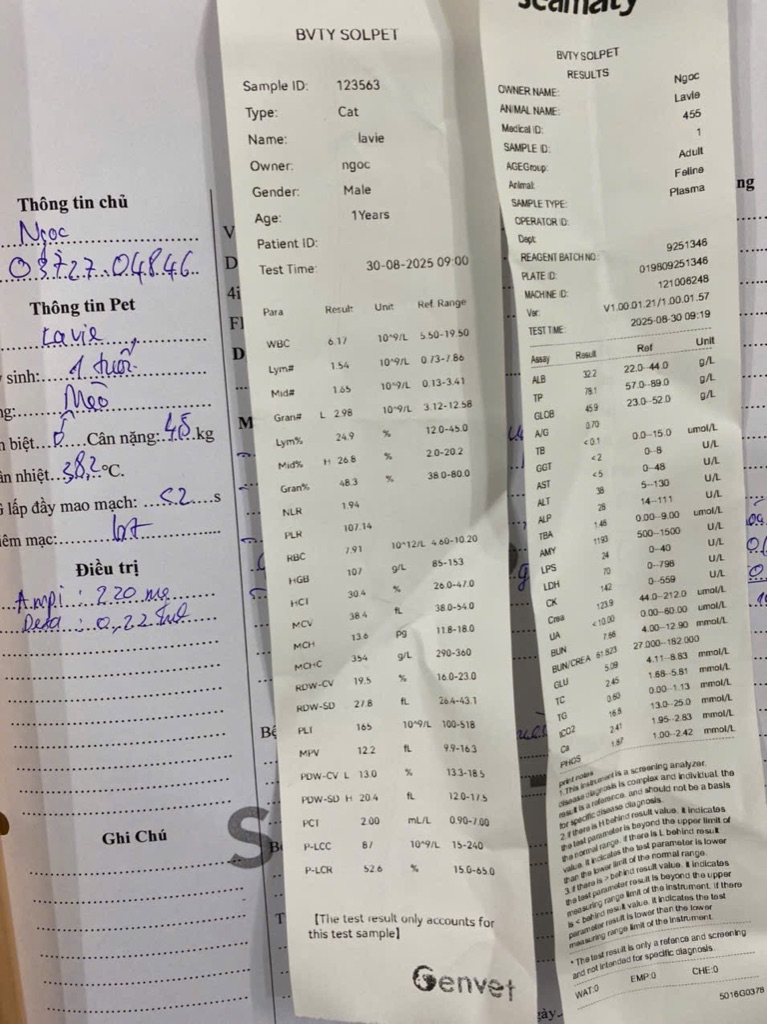 Thông tin chủ
Ngọc
03727.04846
Thông tin Pet
Lavie
sinh: 1 tuổi
Mèo
biệt Cân nặng: 4,5 kg
nhiệt 38,2 °C.
lấp đầy mao mạch: <2 s
niêm mạc: bt
Điều trị
Ampi : 220 mg
Dexa : 0,22
Ghi Chú
BVTY SOLPET
Sample ID: 123563
Type: Cat
Name: lavie
Owner: ngoc
Gender: Male
Age: 1Years
Patient ID:
Test Time: 30-08-2025 09:00
Para Result Unit Ref. Range
WBC 6.17 10^9/L 5.50-19.50
Lym# 1.54 10^9/L 0.73-7.86
Mid# 1.65 10^9/L 0.13-3.41
Gran# L 2.98 10^9/L 3.12-12.58
Lym% 24.9 % 12.0-45.0
Mid% H 26.8 % 2.0-20.2
Gran% 48.3 % 38.0-80.0
NLR 1.94
PLR 107.14
RBC 7.91 10^12/L 4.60-10.20
HGB 107 g/L 85-153
HCT 30.4 % 26.0-47.0
MCV 38.4 fL 38.0-54.0
MCH 13.6 pg 11.8-18.0
MCHC 354 g/L 290-360
RDW-CV 19.5 % 16.0-23.0
RDW-SD 27.8 fL 26.4-43.1
PLT 165 10^9/L 100-518
MPV 12.2 fL 9.9-16.3
PDW-CV L 13.0 % 13.3-18.5
PDW-SD H 20.4 fL 12.0-17.5
PCT 2.00 mL/L 0.90-7.00
P-LCC 87 10^9/L 15-240
P-LCR 52.6 % 15.0-65.0
[The test result only accounts for
this test sample]
Genvet
seamaty
BVTY SOLPET
RESULTS
OWNER NAME: Ngoc
ANIMAL NAME: Lavie
Medical ID: 455
SAMPLE ID: 1
AGEGroup: Adult
Animal: Feline
SAMPLE TYPE: Plasma
OPERATOR ID:
Dept:
REAGENT BATCH NO.: 9251346
PLATE ID: 019809251346
MACHINE ID: 121006248
Ver: V1.00.01.21/1.00.01.57
TEST TIME: 2025-08-30 09:19
Assay Result Ref Unit
ALB 32.2 22.0--44.0 g/L
TP 78.1 57.0--89.0 g/L
GLOB 45.9 23.0--52.0 g/L
A/G 0.70
TB <0.1 0.0--15.0 umol/L
GGT <2 0--8 U/L
AST <5 0--48 U/L
ALT 38 5--130 U/L
ALP 28 14--111 U/L
TBA 1.48 0.00--9.00 umol/L
AMY 1193 500--1500 U/L
LPS 24 0--40 U/L
LDH 70 0--798 U/L
CK 142 0--559 U/L
Crea 123.9 44.0--212.0 umol/L
UA <10.00 0.00--60.00 umol/L
BUN 7.66 4.00--12.90 mmol/L
BUN/CREA 61.823 27.000-182.000
GLU 5.09 4.11--8.83 mmol/L
TC 2.45 1.68--5.81 mmol/L
TG 0.60 0.00--1.13 mmol/L
tCO2 16.8 13.0--25.0 mmol/L
Ca 2.41 1.95--2.83 mmol/L
PHOS 1.67 1.00--2.42 mmol/L
print notes
1.This instrument is a screening analyzer.
disease diagnosis is complex and individual, the
result is a reference, and should not be a basis
for specific disease diagnosis.
2.if there is H behind result value. it indicates
the test parameter is beyond the upper limit of
the normal range. if there is L behind result
value. it indicates the test parameter is lower
than the lower limit of the normal range.
3.if there is > behind result value. it indicates
the test parameter result is beyond the upper
measuring range limit of the instrument. if there
is < behind result value. it indicates the test
parameter result is lower than the lower
measuring range limit of the instrument.
* The test result is only a refence and screening
and not intended for specific diagnosis
WAT:0 EMP:0 CHE:0
5016G0378